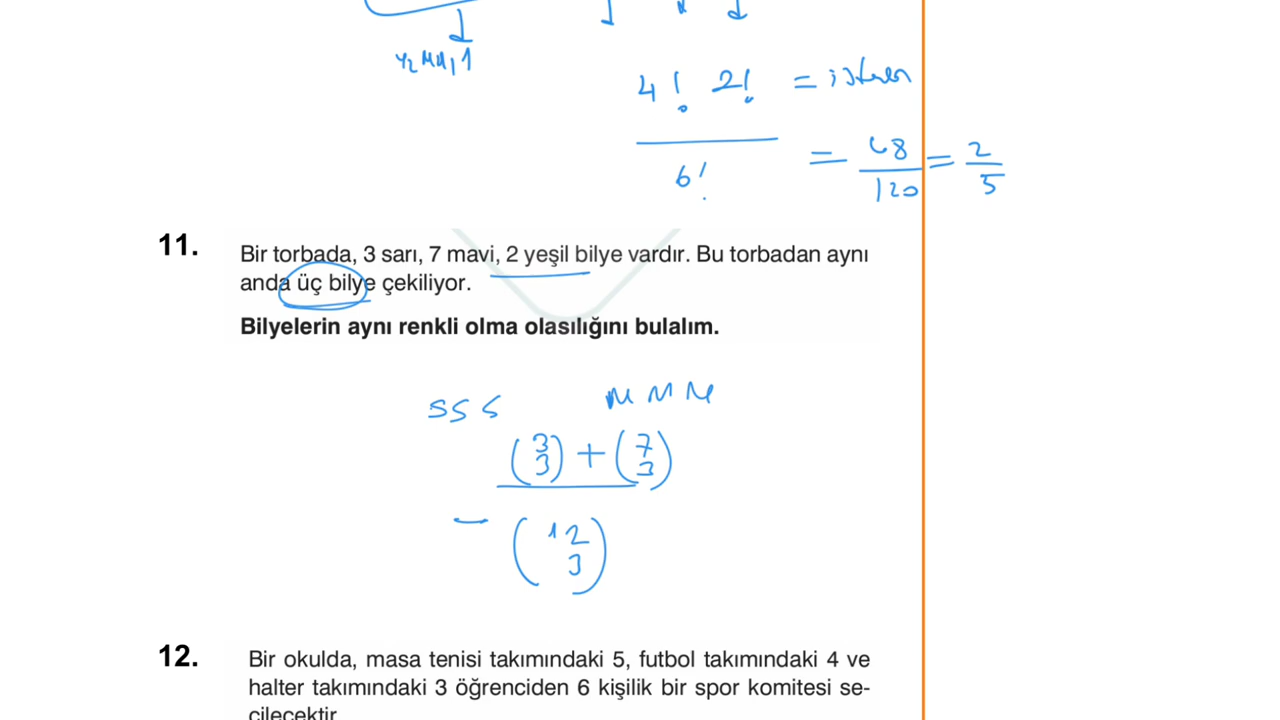 4! 2! = istenen
6!
= 48 = 2
120 5
11. Bir torbada, 3 sarı, 7 mavi, 2 yeşil bilye vardır. Bu torbadan aynı
anda üç bilye çekiliyor.
Bilyelerin aynı renkli olma olasılığını bulalım.
S S S M M M
(3 3) + (7 3)
(12 3)
12. Bir okulda, masa tenisi takımındaki 5, futbol takımındaki 4 ve
halter takımındaki 3 öğrenciden 6 kişilik bir spor komitesi se-
çilecektir